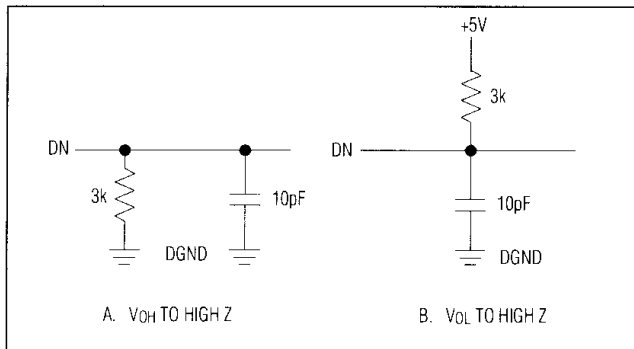 +5V
3k
DN
3k
10pF
DGND
A. VOH TO HIGH Z
DN
10pF
DGND
B. VOL TO HIGH Z